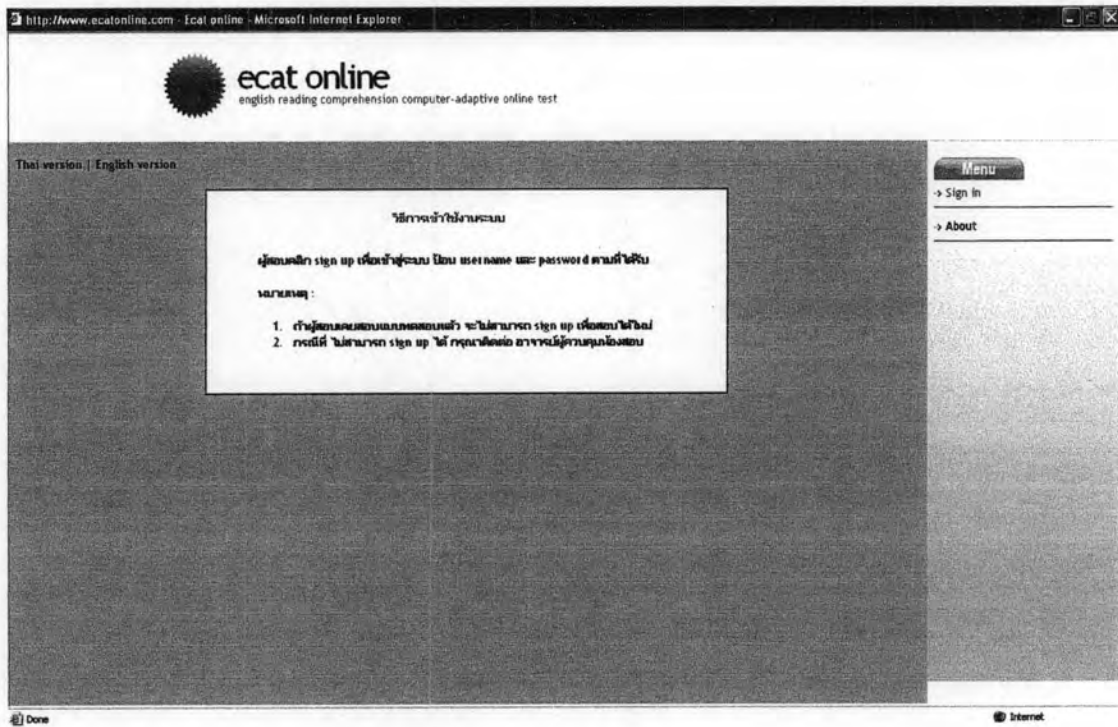 http://www.ecatonline.com - Ecat online - Microsoft Internet Explorer
ecat online
english reading comprehension computer-adaptive online test
Thai version | English version
Menu
→ Sign in
→ About
วิธีการเข้าใช้งานระบบ
ผู้สอบคลิก sign up เพื่อเข้าสู่ระบบ ป้อน username และ password ตามที่ได้รับ
หมายเหตุ :
1. ถ้าผู้สอบเคยสอบแบบทดสอบแล้ว จะไม่สามารถ sign up เพื่อสอบได้ใหม่
2. กรณีที่ ไม่สามารถ sign up ได้ กรุณาติดต่อ อาจารย์ผู้ควบคุมห้องสอบ
Done
Internet